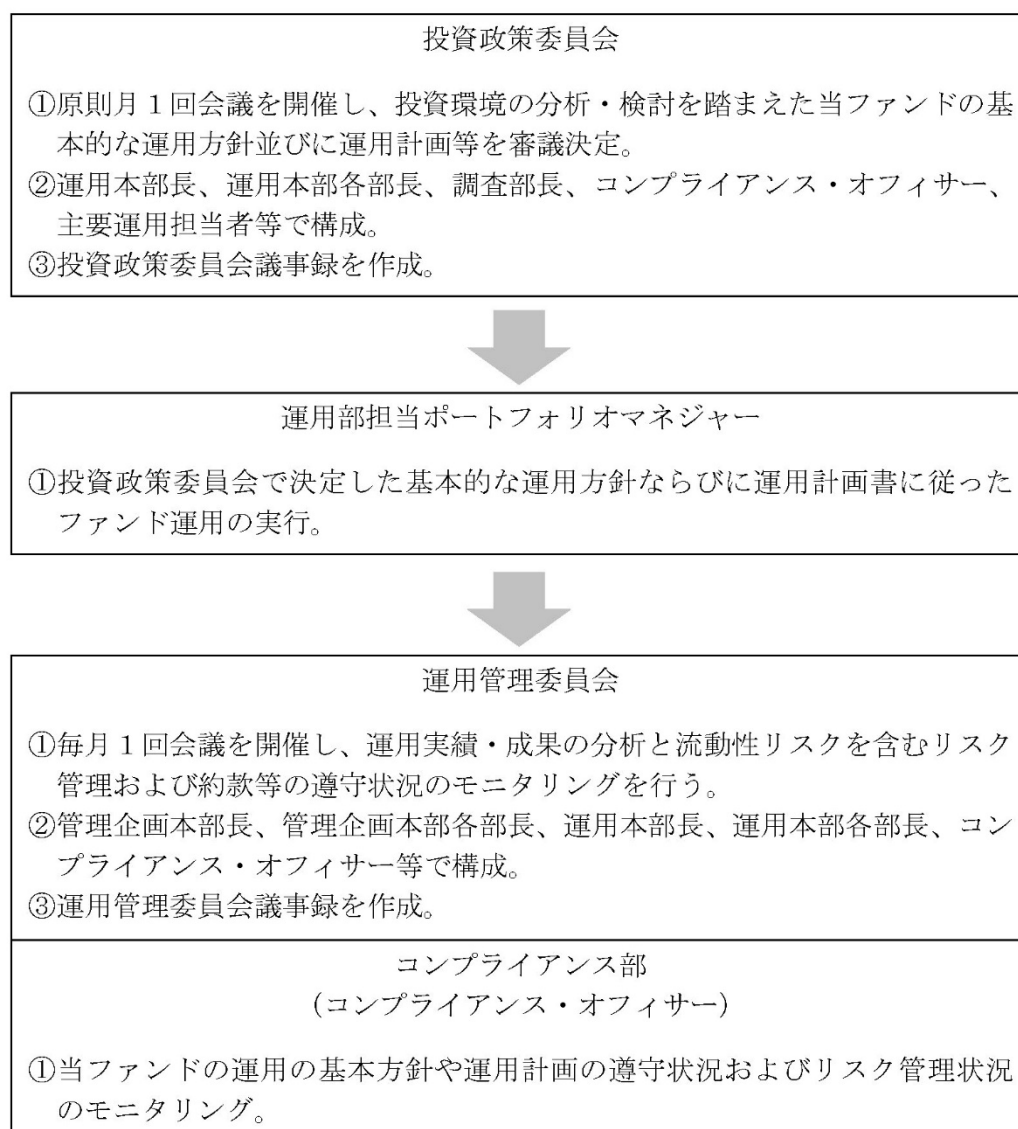 投資政策委員会
①原則月１回会議を開催し、投資環境の分析・検討を踏まえた当ファンドの基
本的な運用方針並びに運用計画等を審議決定。
②運用本部長、運用本部各部長、調査部長、コンプライアンス・オフィサー、
主要運用担当者等で構成。
③投資政策委員会議事録を作成。
運用部担当ポートフォリオマネジャー
①投資政策委員会で決定した基本的な運用方針ならびに運用計画書に従った
ファンド運用の実行。
運用管理委員会
①毎月１回会議を開催し、運用実績・成果の分析と流動性リスクを含むリスク
管理および約款等の遵守状況のモニタリングを行う。
②管理企画本部長、管理企画本部各部長、運用本部長、運用本部各部長、コン
プライアンス・オフィサー等で構成。
③運用管理委員会議事録を作成。
コンプライアンス部
（コンプライアンス・オフィサー）
①当ファンドの運用の基本方針や運用計画の遵守状況およびリスク管理状況
のモニタリング。